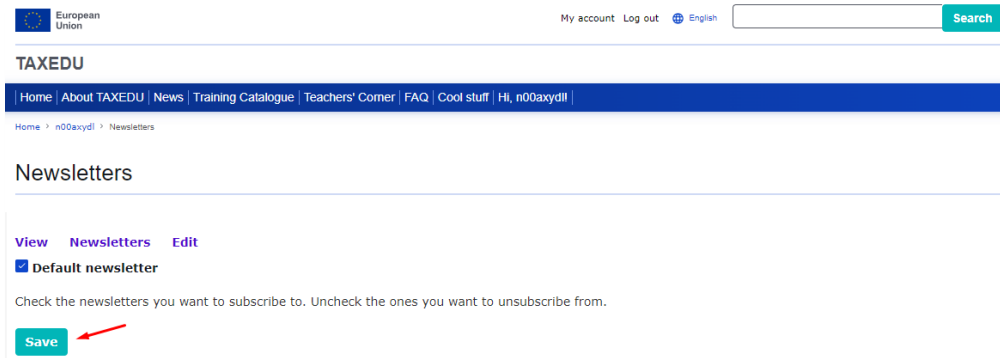 European
Union
My account Log out English Search
TAXEDU
Home About TAXEDU News Training Catalogue Teachers' Corner FAQ Cool stuff Hi, n00axydl!
Home > n00axydl > Newsletters
Newsletters
View Newsletters Edit
Default newsletter
Check the newsletters you want to subscribe to. Uncheck the ones you want to unsubscribe from.
Save